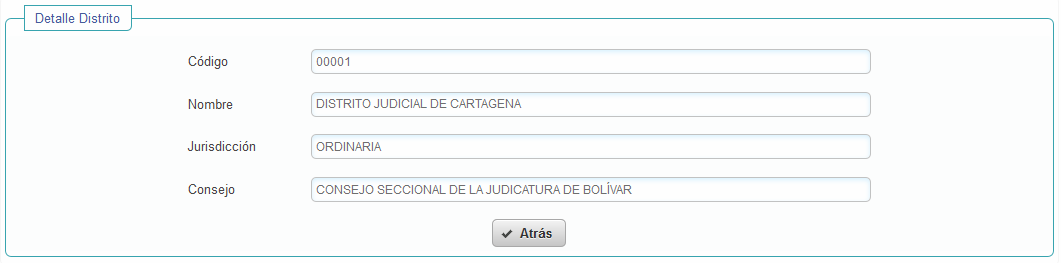 Detalle Distrito
Código 00001
Nombre DISTRITO JUDICIAL DE CARTAGENA
Jurisdicción ORDINARIA
Consejo CONSEJO SECCIONAL DE LA JUDICATURA DE BOLÍVAR
Atrás